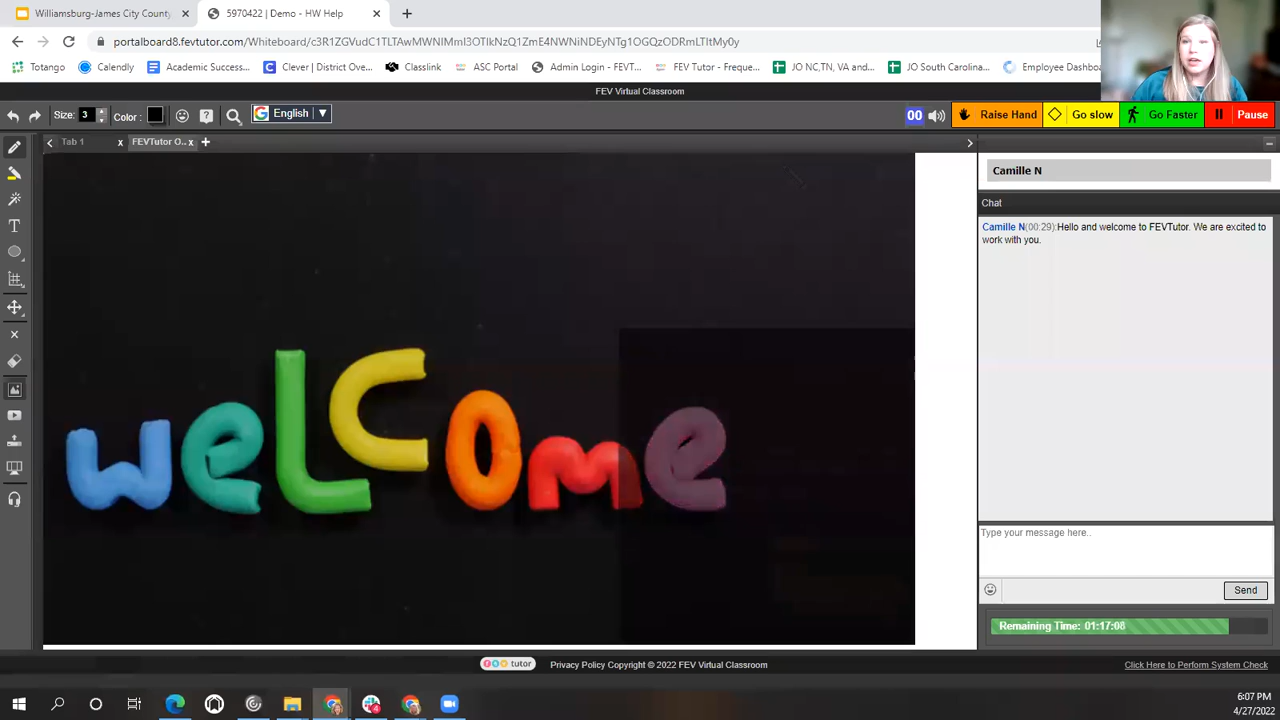 Williamsburg-James City County
5970422 | Demo - HW Help
portalboard8.fevtutor.com/Whiteboard/c3R1ZGVudC1TLTAwMWNlMmI3OTIkNzQ1ZmE4NWNiNDEyNTg1OGQzODRmLTItMy0y
Totango
Calendly
Academic Success...
Clever | District Ove...
Classlink
ASC Portal
Admin Login - FEVT...
FEV Tutor - Freque...
JO NC,TN, VA and...
JO South Carolina...
Employee Dashboa
FEV Virtual Classroom
Size: 3
Color :
English
00
Raise Hand
Go slow
Go Faster
Pause
Tab 1 x
FEVTutor O.. x
Camille N
Chat
Camille N(00:29):Hello and welcome to FEVTutor. We are excited to
work with you.
weLcome
Type your message here..
Send
Remaining Time: 01:17:08
fev tutor
Privacy Policy Copyright © 2022 FEV Virtual Classroom
Click Here to Perform System Check
6:07 PM
4/27/2022